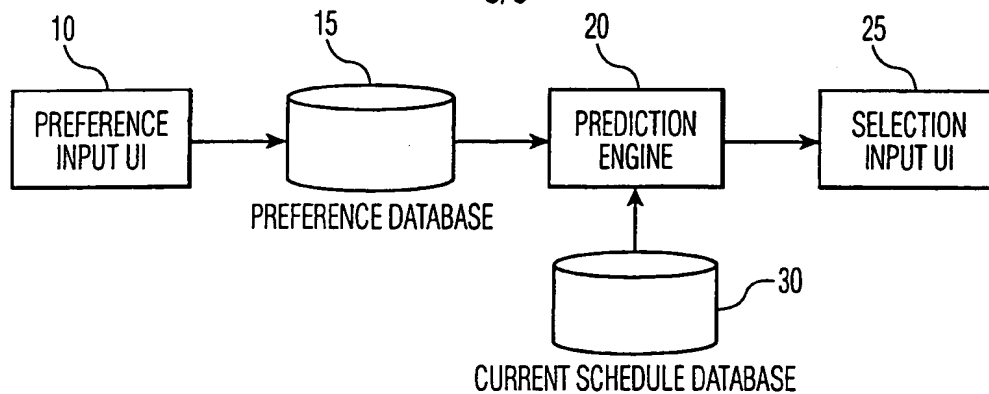 10
15
20
25
PREFERENCE
INPUT UI
PREDICTION
ENGINE
SELECTION
INPUT UI
PREFERENCE DATABASE
30
CURRENT SCHEDULE DATABASE